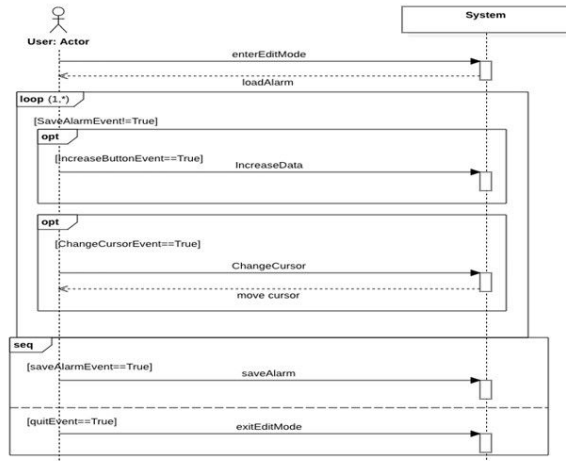 System
User: Actor
enterEditMode
loadAlarm
loop (1,*)
[SaveAlarmEvent!=True]
opt
[IncreaseButtonEvent==True]
IncreaseData
opt
[ChangeCursorEvent==True]
ChangeCursor
move cursor
seq
[saveAlarmEvent==True]
saveAlarm
[quitEvent==True]
exitEditMode